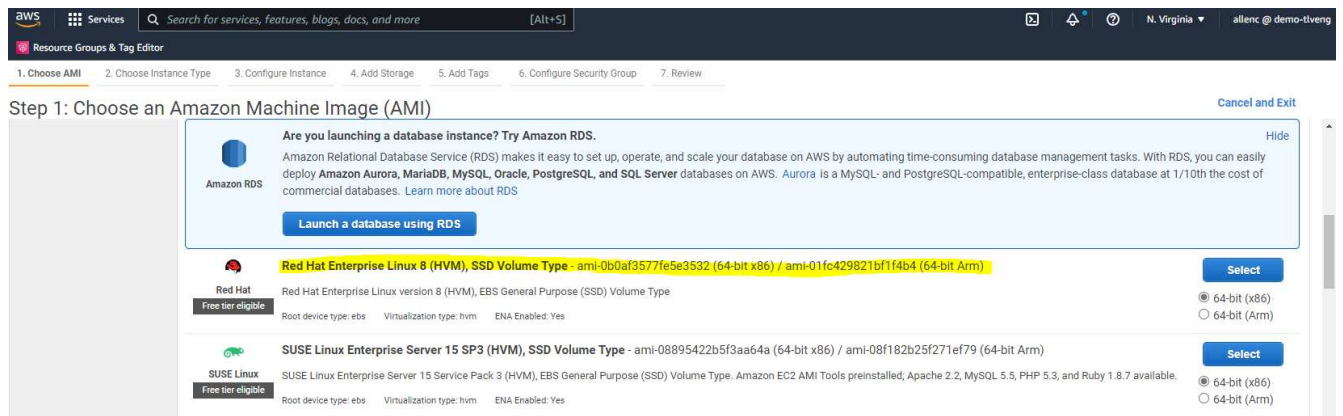 aws Services Search for services, features, blogs, docs, and more [Alt+S] N. Virginia allenc @ demo-tlveng
Resource Groups & Tag Editor
1. Choose AMI 2. Choose Instance Type 3. Configure Instance 4. Add Storage 5. Add Tags 6. Configure Security Group 7. Review
Step 1: Choose an Amazon Machine Image (AMI) Cancel and Exit
Are you launching a database instance? Try Amazon RDS. Hide
Amazon Relational Database Service (RDS) makes it easy to set up, operate, and scale your database on AWS by automating time-consuming database management tasks. With RDS, you can easily
deploy Amazon Aurora, MariaDB, MySQL, Oracle, PostgreSQL, and SQL Server databases on AWS. Aurora is a MySQL- and PostgreSQL-compatible, enterprise-class database at 1/10th the cost of
commercial databases. Learn more about RDS
Amazon RDS
Launch a database using RDS
Red Hat Enterprise Linux 8 (HVM), SSD Volume Type - ami-0b0af3577fe5e3532 (64-bit x86) / ami-01fc429821bf1f4b4 (64-bit Arm)
Select
Red Hat
Red Hat Enterprise Linux version 8 (HVM), EBS General Purpose (SSD) Volume Type
64-bit (x86)
Free tier eligible
Root device type: ebs Virtualization type: hvm ENA Enabled: Yes
64-bit (Arm)
SUSE Linux Enterprise Server 15 SP3 (HVM), SSD Volume Type - ami-08895422b5f3aa64a (64-bit x86) / ami-08f182b25f271ef79 (64-bit Arm)
Select
SUSE Linux
SUSE Linux Enterprise Server 15 Service Pack 3 (HVM), EBS General Purpose (SSD) Volume Type. Amazon EC2 AMI Tools preinstalled; Apache 2.2, MySQL 5.5, PHP 5.3, and Ruby 1.8.7 available.
64-bit (x86)
Free tier eligible
Root device type: ebs Virtualization type: hvm ENA Enabled: Yes
64-bit (Arm)